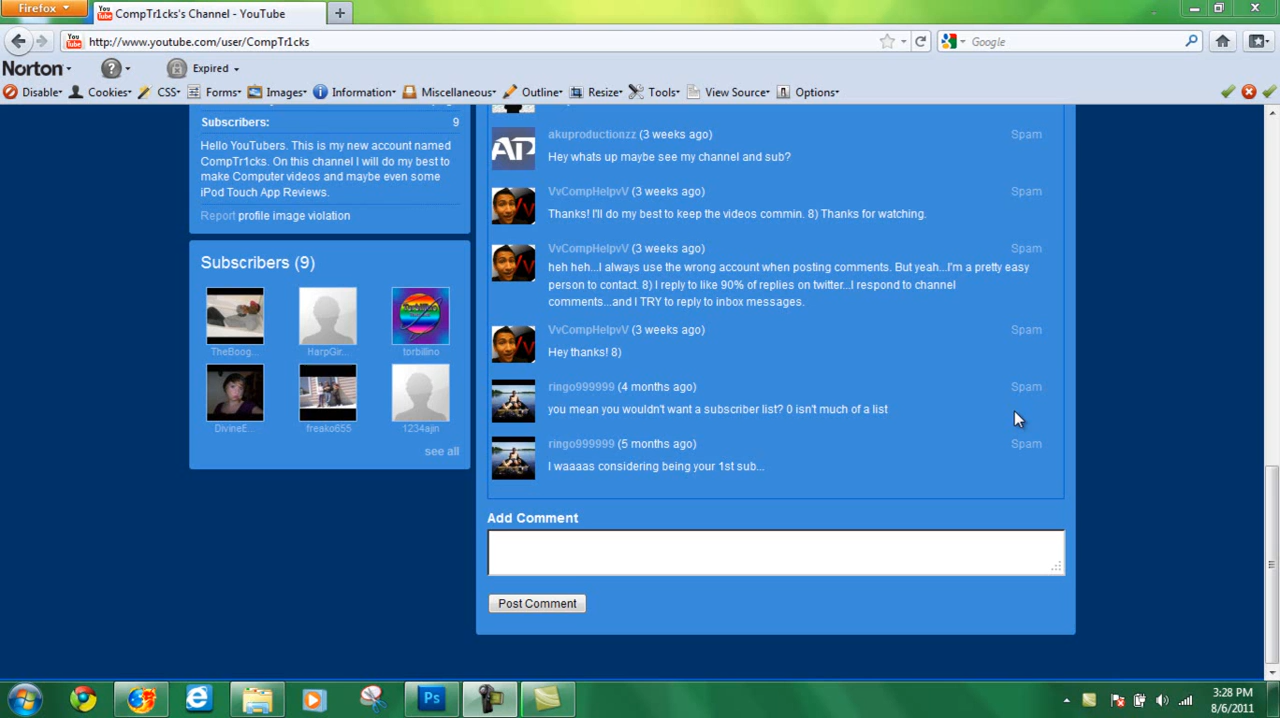 Firefox
CompTr1cks's Channel - YouTube
http://www.youtube.com/user/CompTr1cks
Google
Norton
Expired
Disable
Cookies
CSS
Forms
Images
Information
Miscellaneous
Outline
Resize
Tools
View Source
Options
Subscribers: 9
Hello YouTubers. This is my new account named
CompTr1cks. On this channel I will do my best to
make Computer videos and maybe even some
iPod Touch App Reviews.
Report profile image violation
Subscribers (9)
TheBoog...
HarpGir...
torbilino
DivineE...
freako655
1234ajin
see all
AP
akuproductionzz (3 weeks ago) Spam
Hey whats up maybe see my channel and sub?
VvCompHelpvV (3 weeks ago) Spam
Thanks! I'll do my best to keep the videos commin. 8) Thanks for watching.
VvCompHelpvV (3 weeks ago) Spam
heh heh...I always use the wrong account when posting comments. But yeah...I'm a pretty easy
person to contact. 8) I reply to like 90% of replies on twitter...I respond to channel
comments...and I TRY to reply to inbox messages.
VvCompHelpvV (3 weeks ago) Spam
Hey thanks! 8)
ringo999999 (4 months ago) Spam
you mean you wouldn't want a subscriber list? 0 isn't much of a list
ringo999999 (5 months ago) Spam
I waaaas considering being your 1st sub...
Add Comment
Post Comment
Ps
3:28 PM
8/6/2011